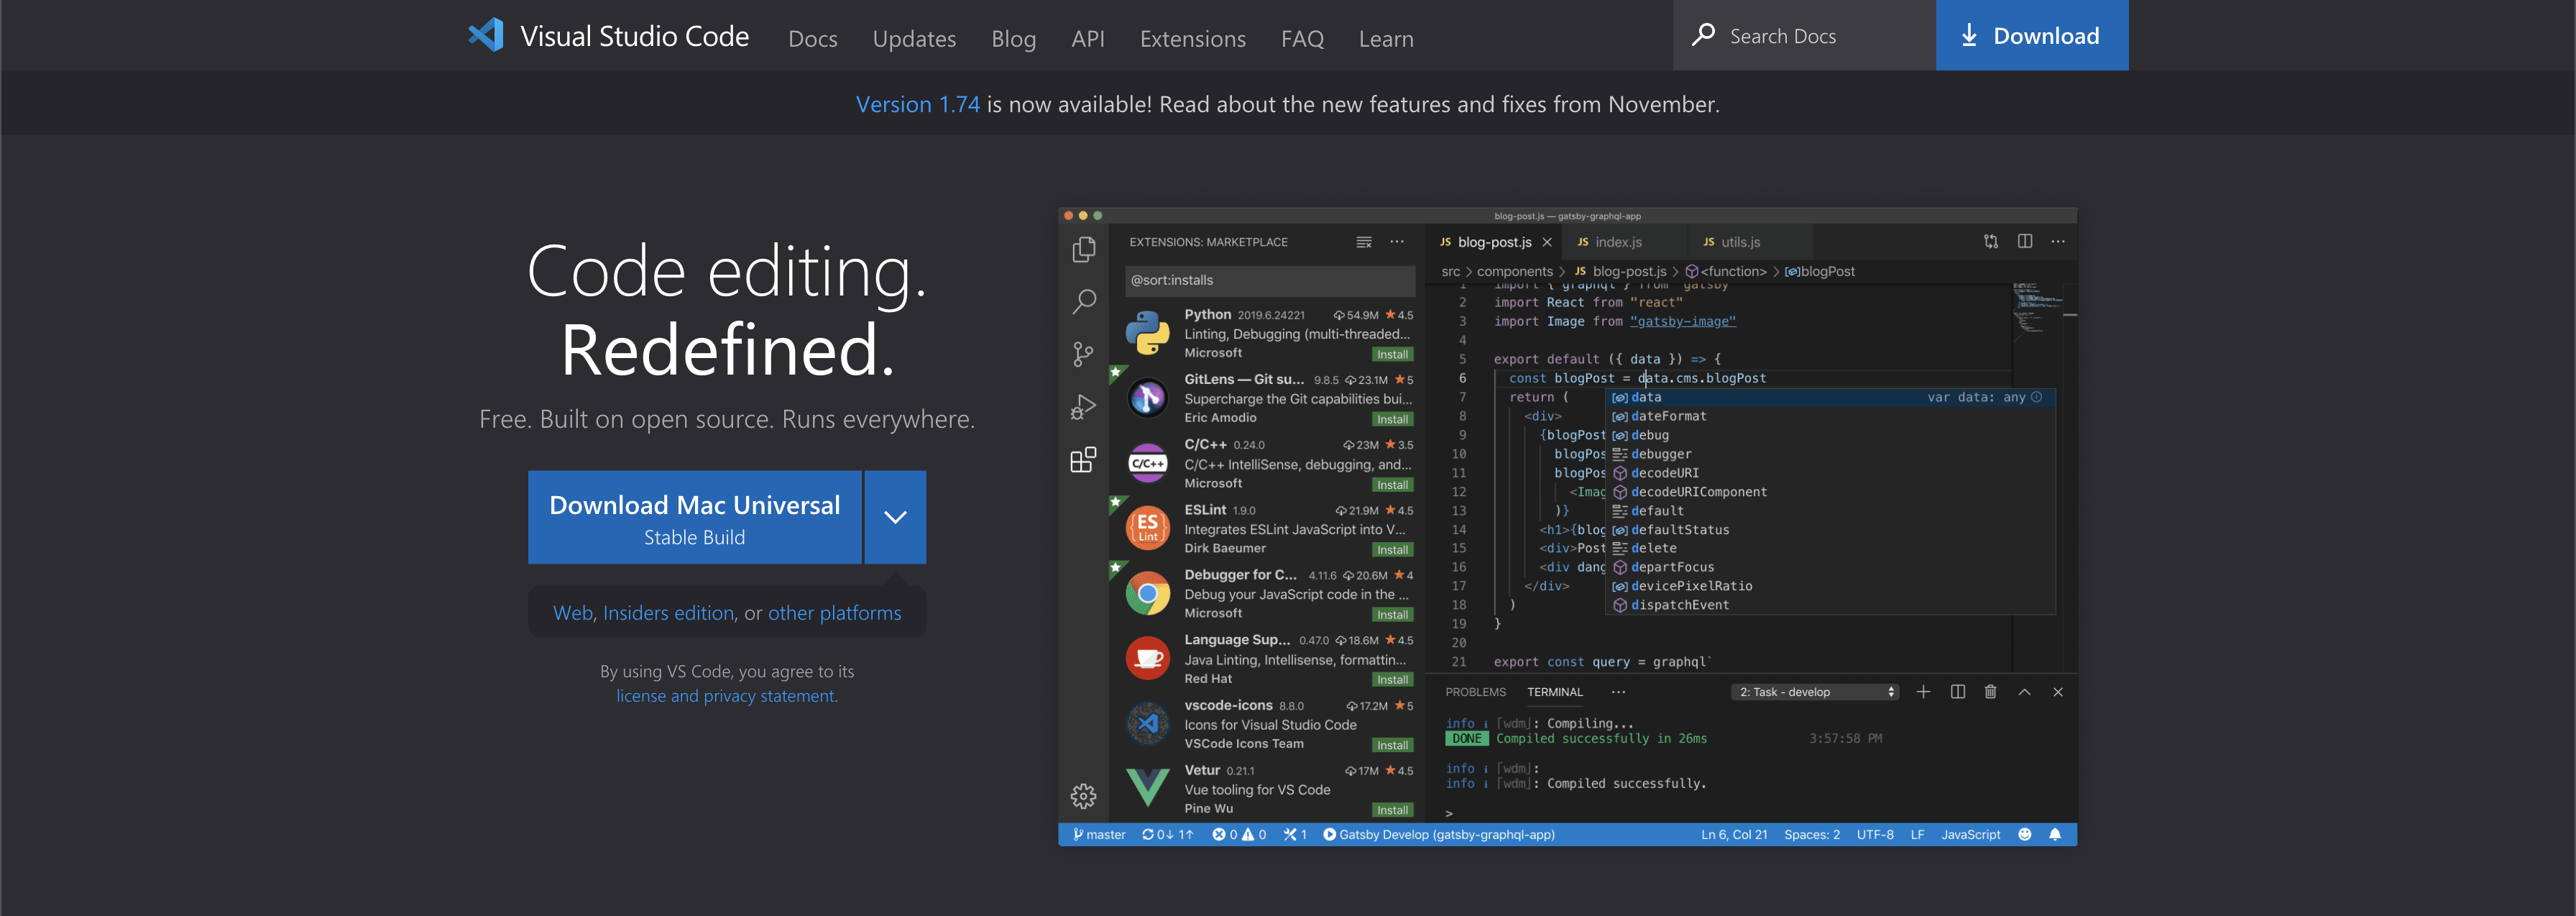 Visual Studio Code Docs Updates Blog API Extensions FAQ Learn Search Docs Download
Version 1.74 is now available! Read about the new features and fixes from November.
Code editing.
Redefined.
Free. Built on open source. Runs everywhere.
Download Mac Universal
Stable Build
Web, Insiders edition, or other platforms
By using VS Code, you agree to its
license and privacy statement.
blog-post.js — gatsby-graphql-app
EXTENSIONS: MARKETPLACE
@sort:installs
Python 2019.6.24221 54.9M 4.5
Linting, Debugging (multi-threaded...
Microsoft Install
GitLens — Git su... 9.8.5 23.1M 5
Supercharge the Git capabilities bui...
Eric Amodio Install
C/C++
C/C++ 0.24.0 23M 3.5
C/C++ IntelliSense, debugging, and...
Microsoft Install
ES
Lint
ESLint 1.9.0 21.9M 4.5
Integrates ESLint JavaScript into V...
Dirk Baeumer Install
Debugger for C... 4.11.6 20.6M 4
Debug your JavaScript code in the ...
Microsoft Install
Language Sup... 0.47.0 18.6M 4.5
Java Linting, Intellisense, formattin...
Red Hat Install
vscode-icons 8.8.0 17.2M 5
Icons for Visual Studio Code
VSCode Icons Team Install
Vetur 0.21.1 17M 4.5
Vue tooling for VS Code
Pine Wu Install
JS blog-post.js JS index.js JS utils.js
src > components > JS blog-post.js > <function> > blogPost
1 import { graphql } from "gatsby"
2 import React from "react"
3 import Image from "gatsby-image"
4
5 export default ({ data }) => {
6 const blogPost = data.cms.blogPost
7 return (
8 <div>
9 {blogPost
10 blogPos
11 blogPos
12 <Imag
13 )}
14 <h1>{blog
15 <div>Post
16 <div dang
17 </div>
18 )
19 }
20
21 export const query = graphql`
data var data: any
dateFormat
debug
debugger
decodeURI
decodeURIComponent
default
defaultStatus
delete
departFocus
devicePixelRatio
dispatchEvent
PROBLEMS TERMINAL ... 2: Task - develop
info i ｢wdm｣: Compiling...
DONE Compiled successfully in 26ms 3:57:58 PM
info i ｢wdm｣:
info i ｢wdm｣: Compiled successfully.
>
master 0↓ 1↑ 0 0 1 Gatsby Develop (gatsby-graphql-app) Ln 6, Col 21 Spaces: 2 UTF-8 LF JavaScript